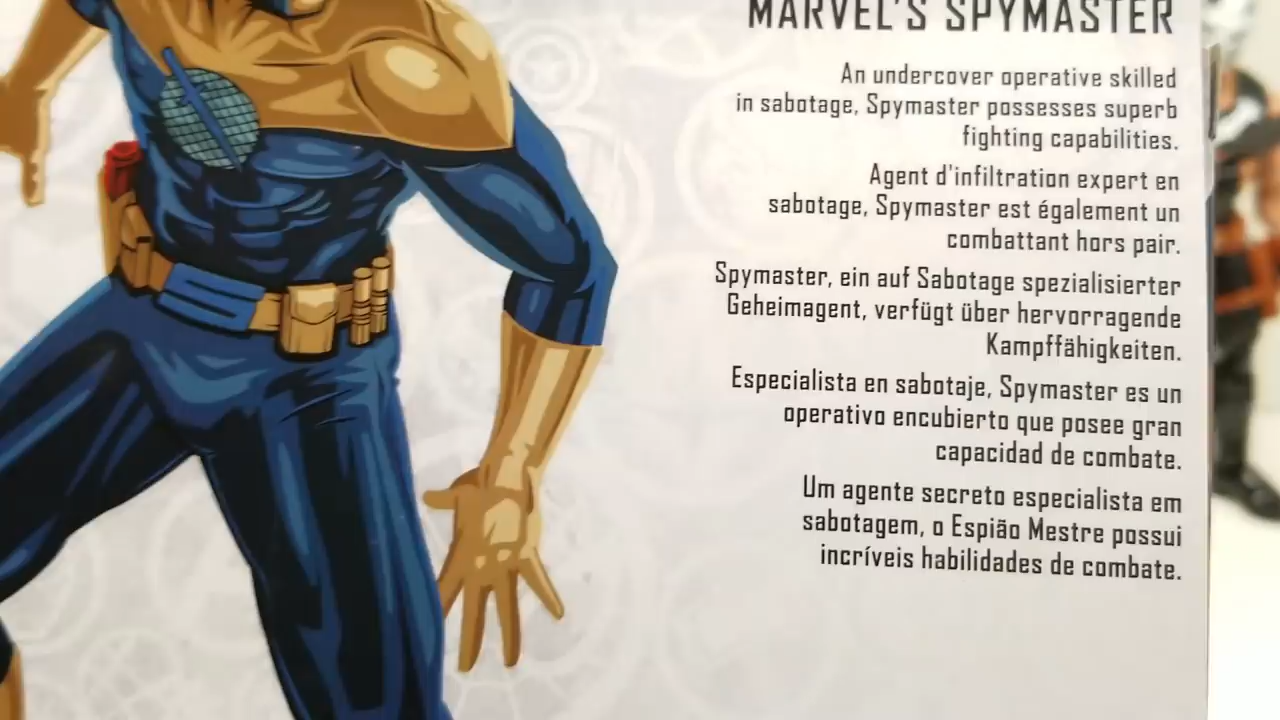 MARVEL'S SPYMASTER
An undercover operative skilled
in sabotage, Spymaster possesses superb
fighting capabilities.
Agent d'infiltration expert en
sabotage, Spymaster est également un
combattant hors pair.
Spymaster, ein auf Sabotage spezialisierter
Geheimagent, verfügt über hervorragende
Kampffähigkeiten.
Especialista en sabotaje, Spymaster es un
operativo encubierto que posee gran
capacidad de combate.
Um agente secreto especialista em
sabotagem, o Espião Mestre possui
incríveis habilidades de combate.